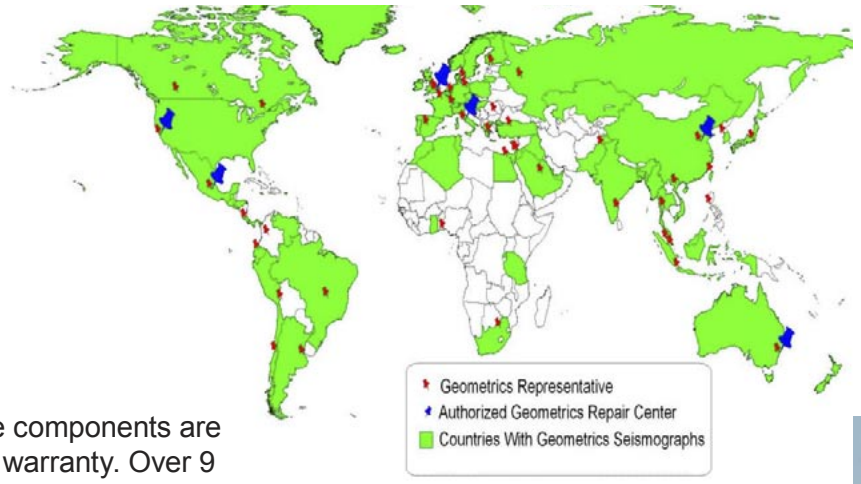 Geometrics Representative
Authorized Geometrics Repair Center
Countries With Geometrics Seismographs
components are
warranty. Over 9